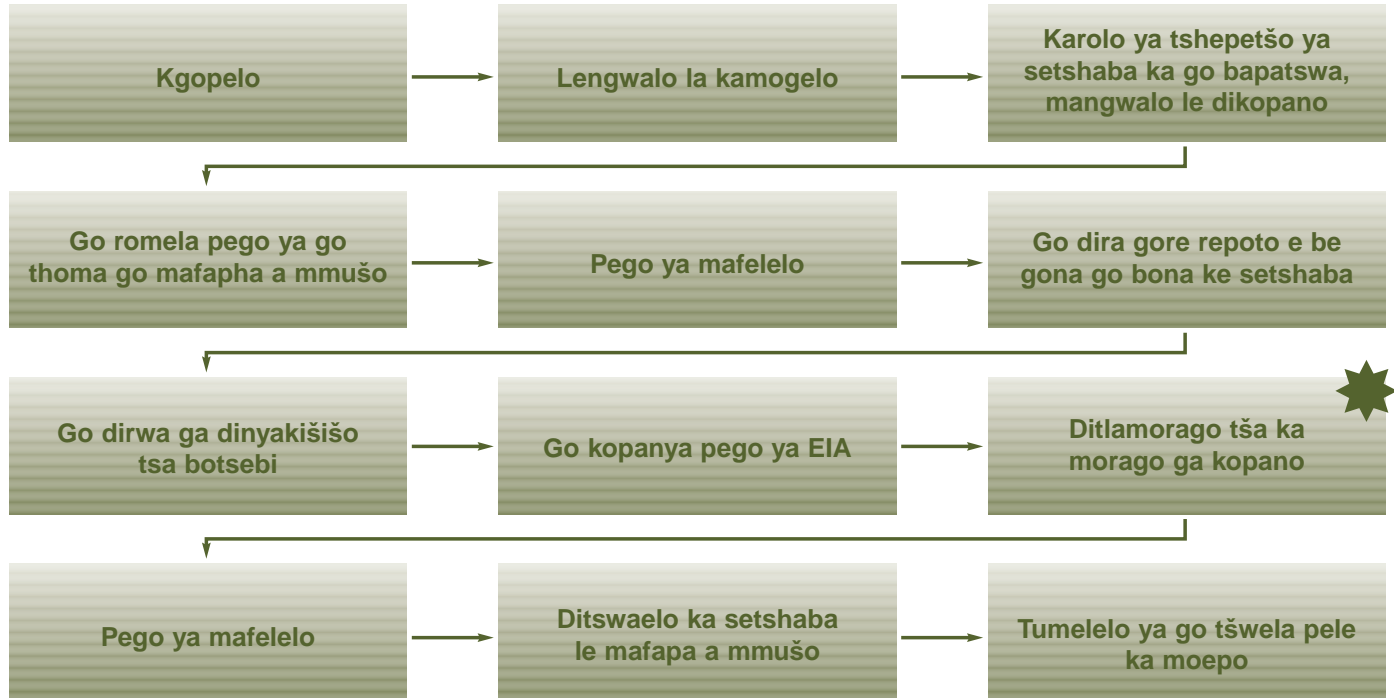 Kgopelo
Lengwalo la kamogelo
Karolo ya tshepetšo ya
setshaba ka go bapatswa,
mangwalo le dikopano
Go romela pego ya go
thoma go mafapha a mmušo
Pego ya mafelelo
Go dira gore repoto e be
gona go bona ke setshaba
Go dirwa ga dinyakišišo
tsa botsebi
Go kopanya pego ya EIA
Ditlamorago tša ka
morago ga kopano
Pego ya mafelelo
Ditswaelo ka setshaba
le mafapa a mmušo
Tumelelo ya go tšwela pele
ka moepo